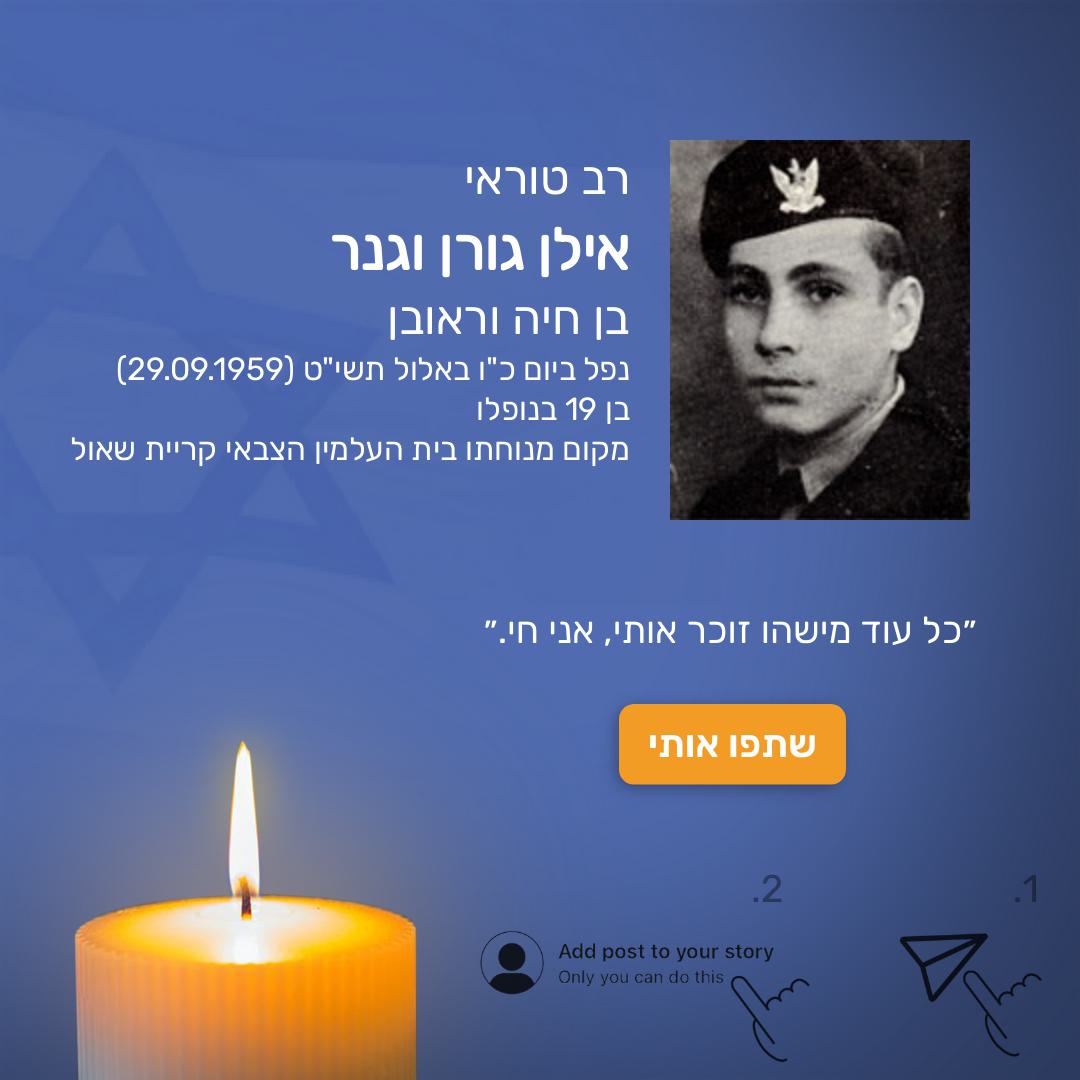 רב טוראי
אילן גורן וגנר
בן חיה וראובן
נפל ביום כ"ו באלול תשי"ט (29.09.1959)
בן 19 בנופלו
מקום מנוחתו בית העלמין הצבאי קריית שאול
״כל עוד מישהו זוכר אותי, אני חי.״
שתפו אותי
1.
2.
Add post to your story
Only you can do this